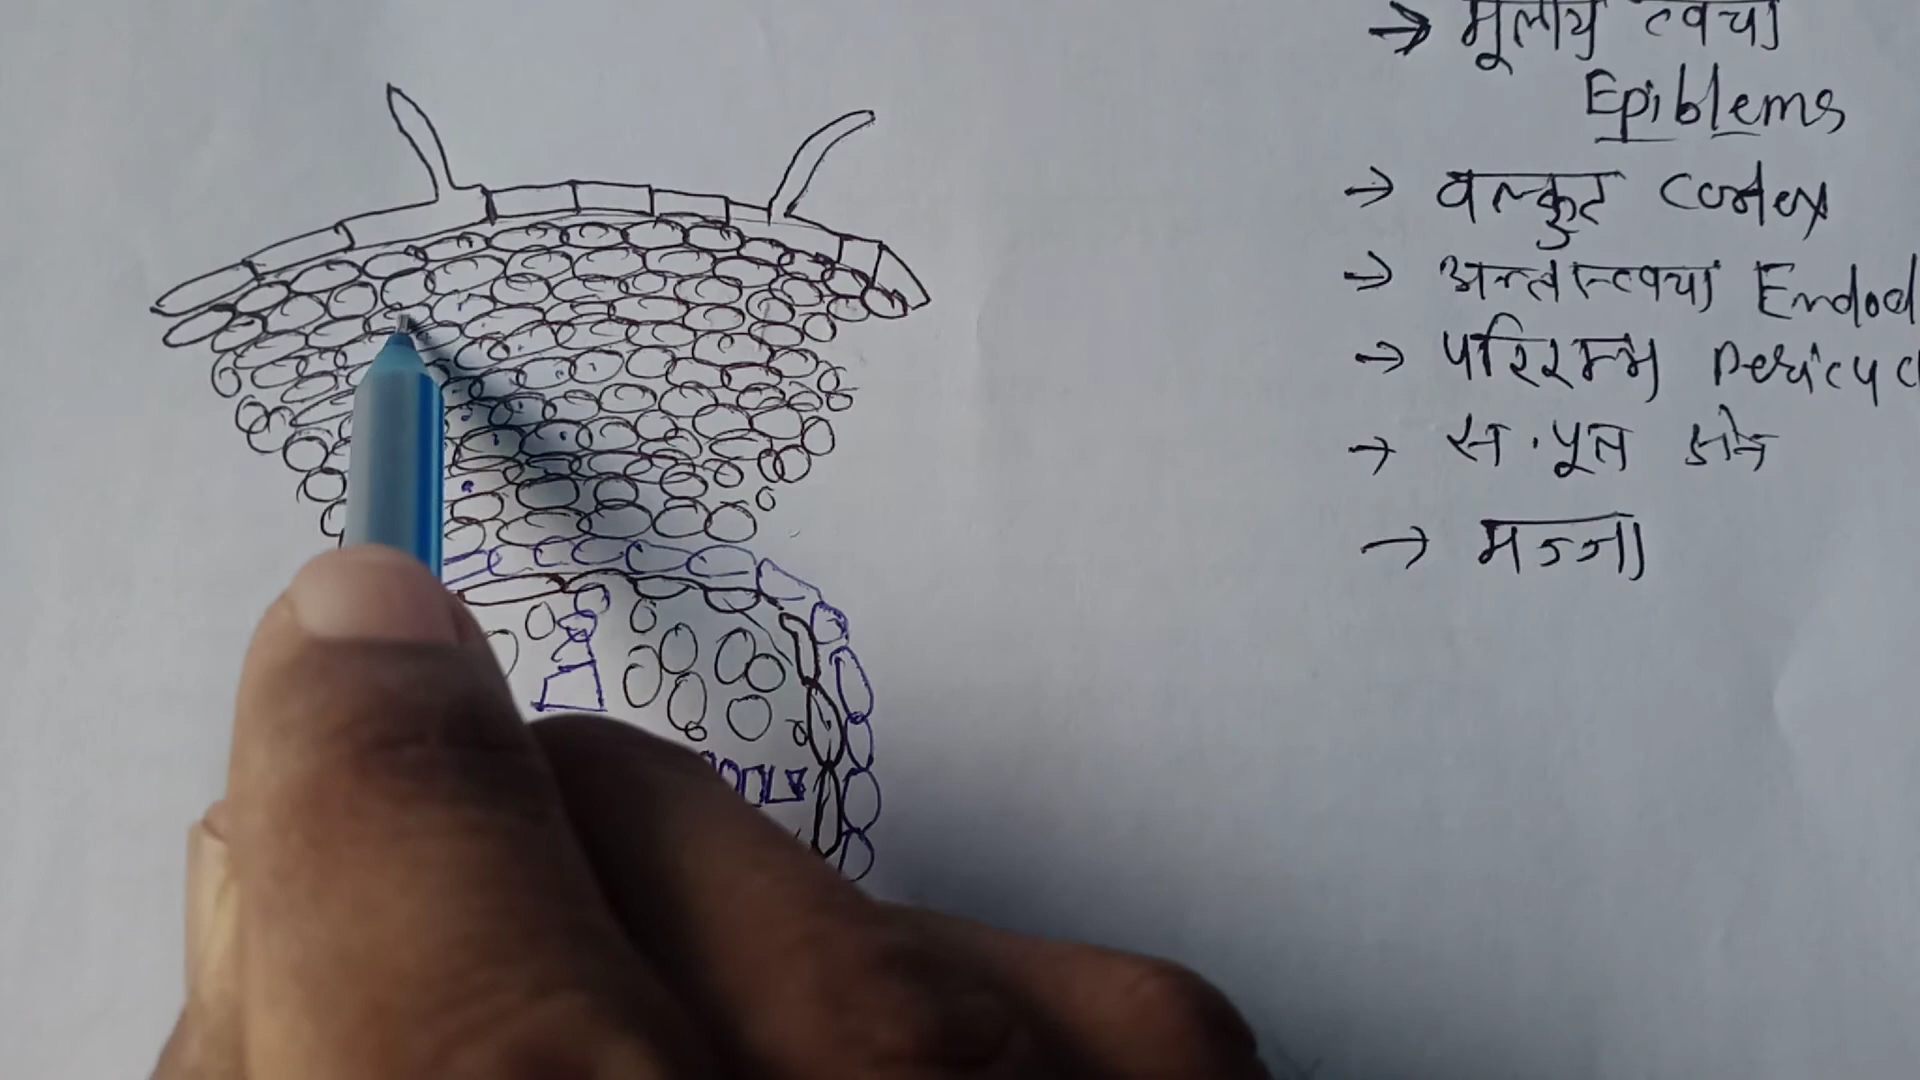 → मूलीय त्वचा
Epiblems
→ वल्कुट cortex
→ अन्तस्त्वचा Endod
→ परिरम्भ Pericyc
→ स.पूल
→ मज्जा